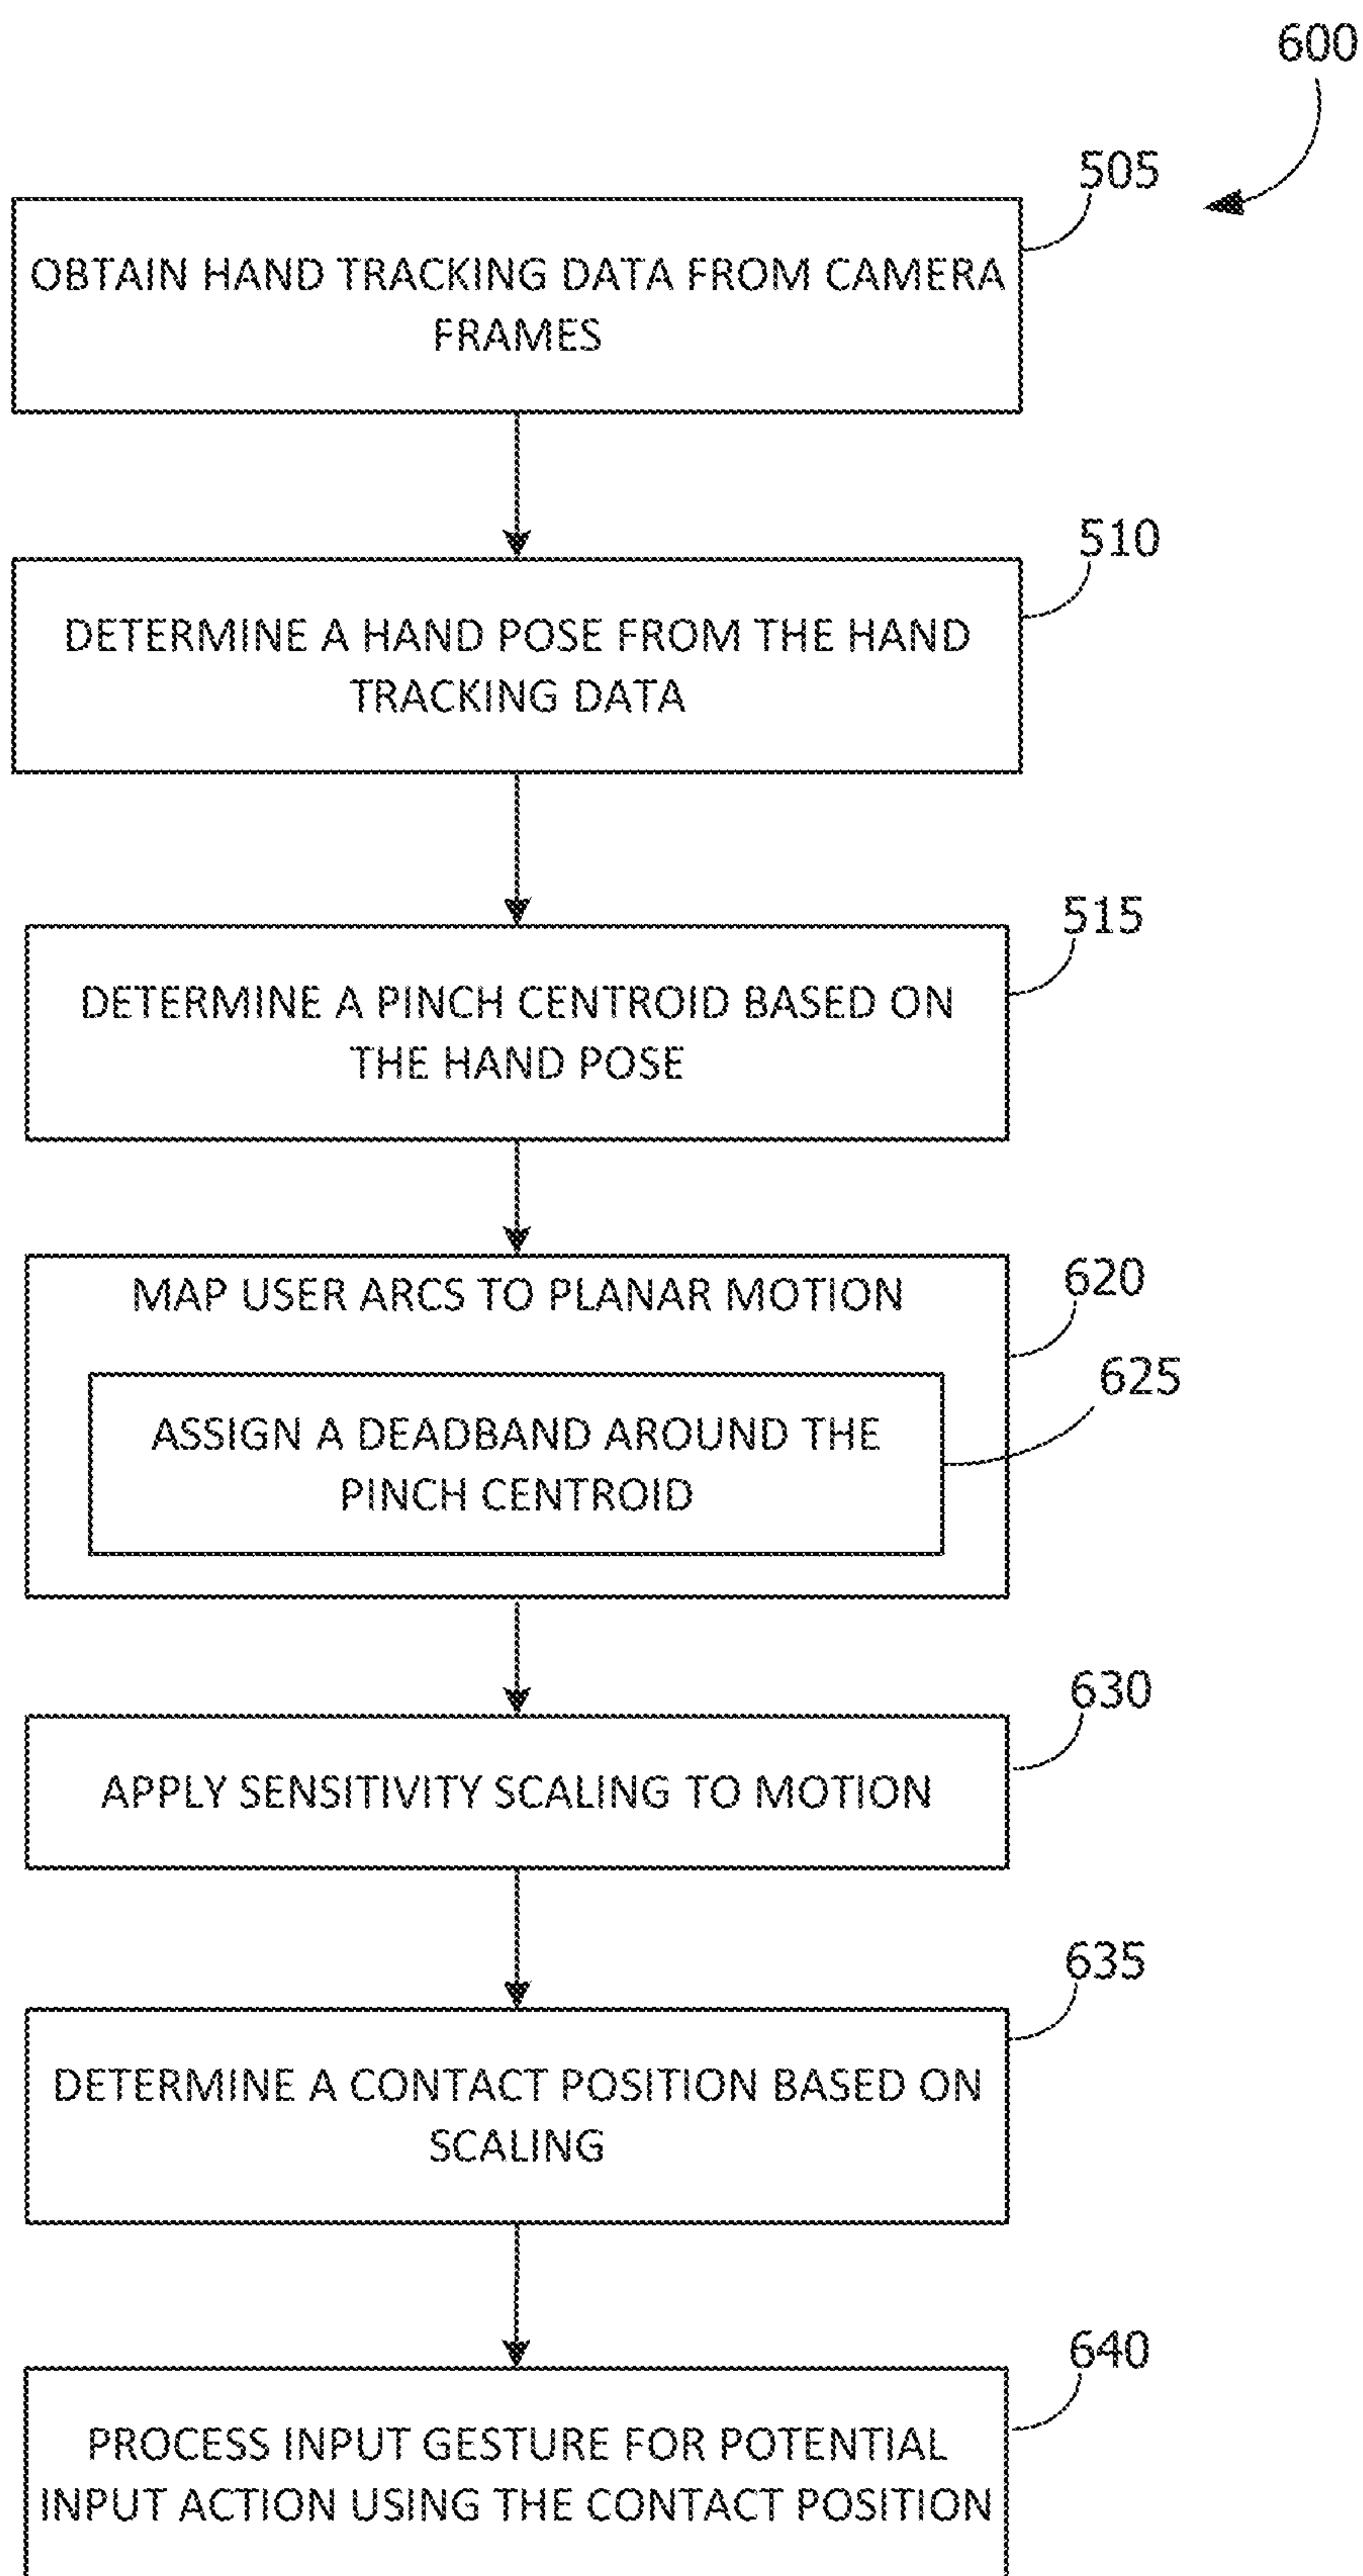 600
505
OBTAIN HAND TRACKING DATA FROM CAMERA
FRAMES
510
DETERMINE A HAND POSE FROM THE HAND
TRACKING DATA
515
DETERMINE A PINCH CENTROID BASED ON
THE HAND POSE
620
MAP USER ARCS TO PLANAR MOTION
625
ASSIGN A DEADBAND AROUND THE
PINCH CENTROID
630
APPLY SENSITIVITY SCALING TO MOTION
635
DETERMINE A CONTACT POSITION BASED ON
SCALING
640
PROCESS INPUT GESTURE FOR POTENTIAL
INPUT ACTION USING THE CONTACT POSITION